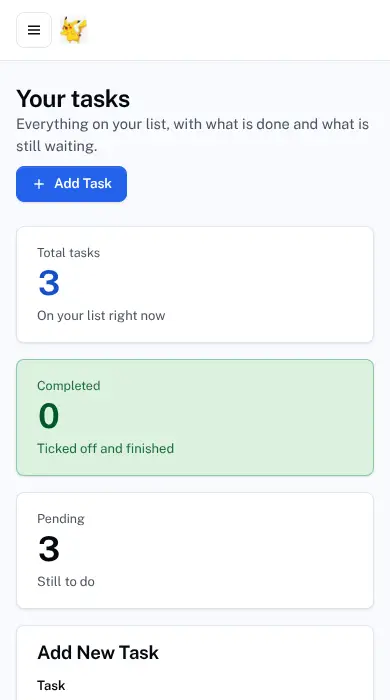 Your tasks
Everything on your list, with what is done and what is
still waiting.
+ Add Task
Total tasks
3
On your list right now
Completed
0
Ticked off and finished
Pending
3
Still to do
Add New Task
Task